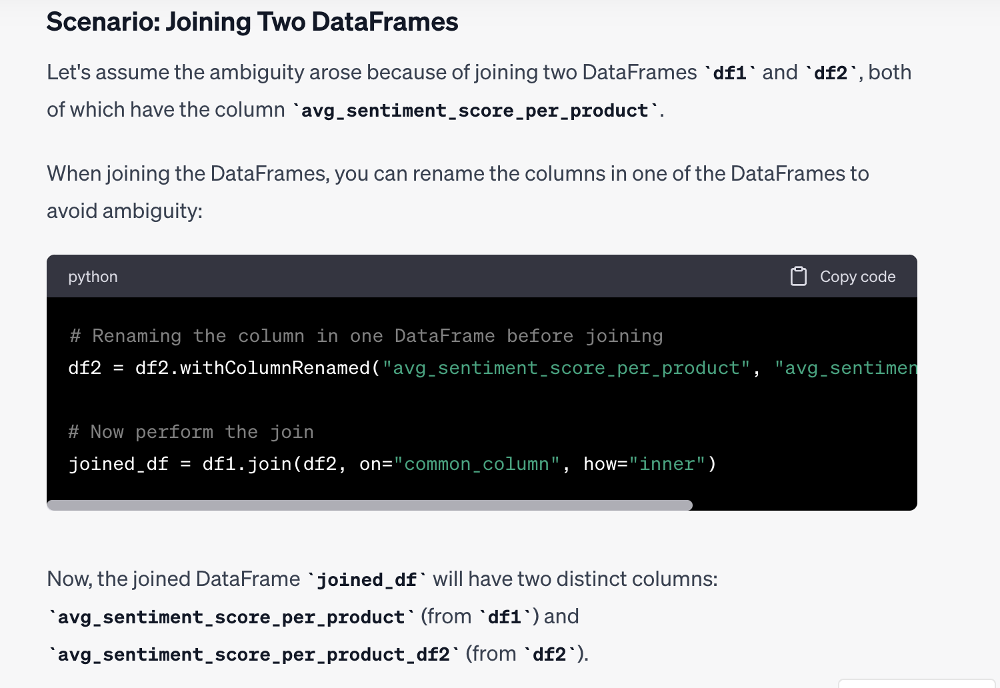 Scenario: Joining Two DataFrames
Let's assume the ambiguity arose because of joining two DataFrames `df1` and `df2`, both
of which have the column `avg_sentiment_score_per_product`.
When joining the DataFrames, you can rename the columns in one of the DataFrames to
avoid ambiguity:
python
Copy code
# Renaming the column in one DataFrame before joining
df2 = df2.withColumnRenamed("avg_sentiment_score_per_product", "avg_sentimen
# Now perform the join
joined_df = df1.join(df2, on="common_column", how="inner")
Now, the joined DataFrame `joined_df` will have two distinct columns:
`avg_sentiment_score_per_product` (from `df1`) and
`avg_sentiment_score_per_product_df2` (from `df2`).